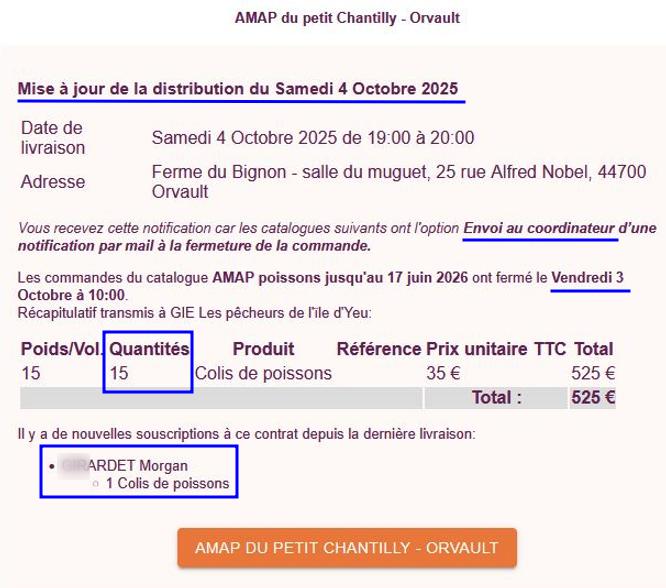 AMAP du petit Chantilly - Orvault
Mise à jour de la distribution du Samedi 4 Octobre 2025
Date de
livraison
Samedi 4 Octobre 2025 de 19:00 à 20:00
Adresse
Ferme du Bignon - salle du muguet, 25 rue Alfred Nobel, 44700
Orvault
Vous recevez cette notification car les catalogues suivants ont l'option Envoi au coordinateur d'une
notification par mail à la fermeture de la commande.
Les commandes du catalogue AMAP poissons jusqu'au 17 juin 2026 ont fermé le Vendredi 3
Octobre à 10:00.
Récapitulatif transmis à GIE Les pêcheurs de l'île d'Yeu:
Poids/Vol. Quantités Produit Référence Prix unitaire TTC Total
15 15 Colis de poissons 35 € 525 €
Total : 525 €
Il y a de nouvelles souscriptions à ce contrat depuis la dernière livraison:
Morgan
1 Colis de poissons
AMAP DU PETIT CHANTILLY - ORVAULT